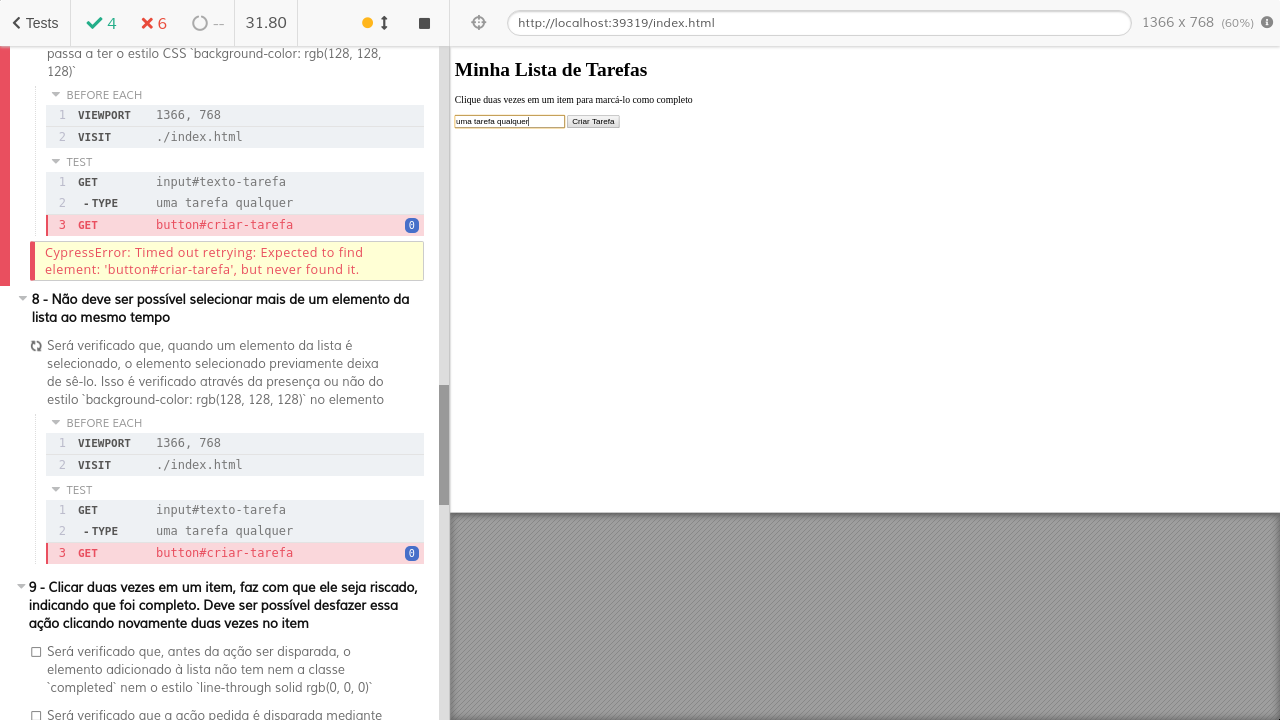 Tests 4 6 -- 31.80
http://localhost:39319/index.html 1366 x 768 (60%)
passa a ter o estilo CSS `background-color: rgb(128, 128,
128)`
BEFORE EACH
1 VIEWPORT 1366, 768
2 VISIT ./index.html
TEST
1 GET input#texto-tarefa
2 -TYPE uma tarefa qualquer
3 GET button#criar-tarefa 0
CypressError: Timed out retrying: Expected to find
element: 'button#criar-tarefa', but never found it.
8 - Não deve ser possível selecionar mais de um elemento da
lista ao mesmo tempo
Será verificado que, quando um elemento da lista é
selecionado, o elemento selecionado previamente deixa
de sê-lo. Isso é verificado através da presença ou não do
estilo `background-color: rgb(128, 128, 128)` no elemento
BEFORE EACH
1 VIEWPORT 1366, 768
2 VISIT ./index.html
TEST
1 GET input#texto-tarefa
2 -TYPE uma tarefa qualquer
3 GET button#criar-tarefa 0
9 - Clicar duas vezes em um item, faz com que ele seja riscado,
indicando que foi completo. Deve ser possível desfazer essa
ação clicando novamente duas vezes no item
Será verificado que, antes da ação ser disparada, o
elemento adicionado à lista não tem nem a classe
`completed` nem o estilo `line-through solid rgb(0, 0, 0)`
Será verificado que a ação pedida é disparada mediante
Minha Lista de Tarefas
Clique duas vezes em um item para marcá-lo como completo
uma tarefa qualquer Criar Tarefa